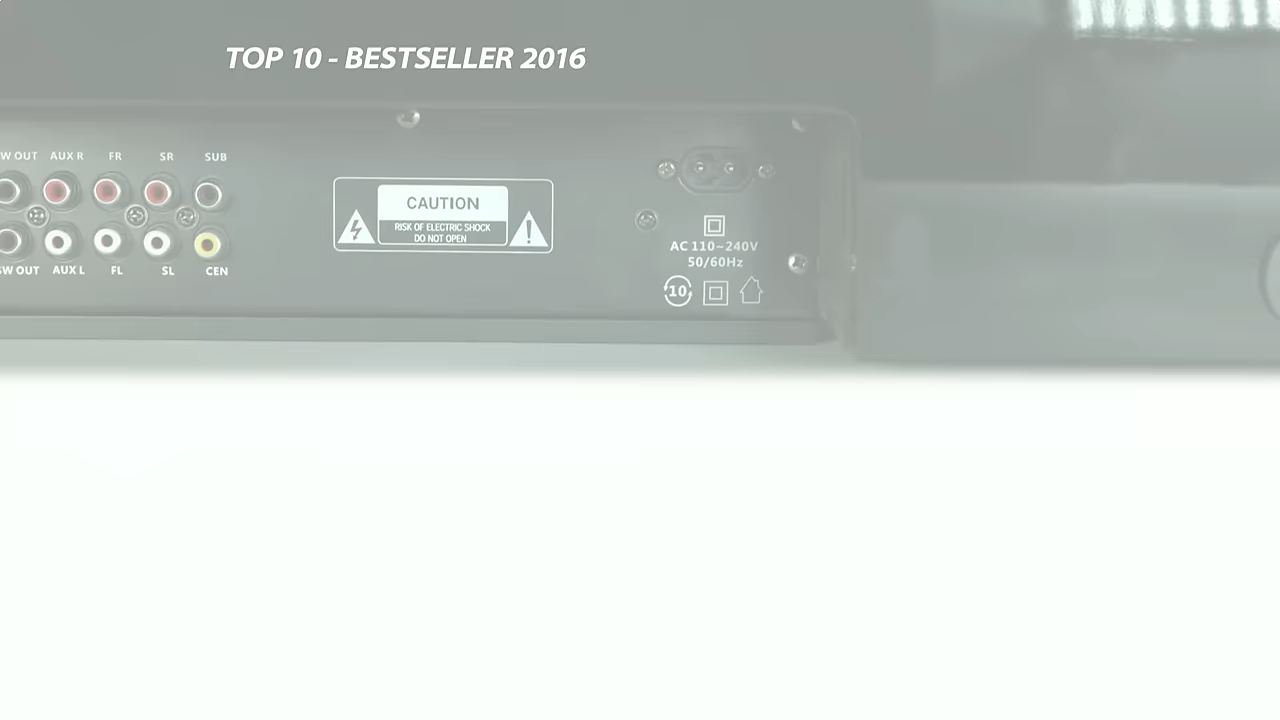 TOP 10 - BESTSELLER 2016
W OUT AUX R FR SR SUB
CAUTION
RISK OF ELECTRIC SHOCK
DO NOT OPEN
AC 110~240V
50/60Hz
10
SW OUT AUX L FL SL CEN